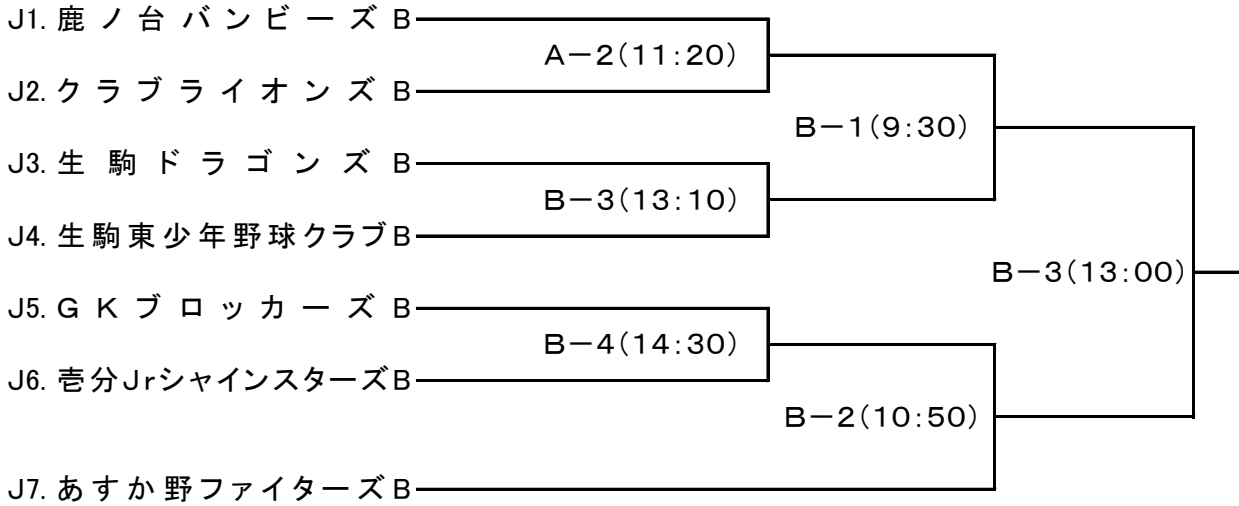 J1. 鹿ノ台バンビーズB
A－2(11:20)
J2. クラブライオンズB
B－1(9:30)
J3. 生駒ドラゴンズB
B－3(13:10)
J4. 生駒東少年野球クラブB
B－3(13:00)
J5. GKブロッカーズB
B－4(14:30)
J6. 壱分JrシャインスターズB
B－2(10:50)
J7. あすか野ファイターズB